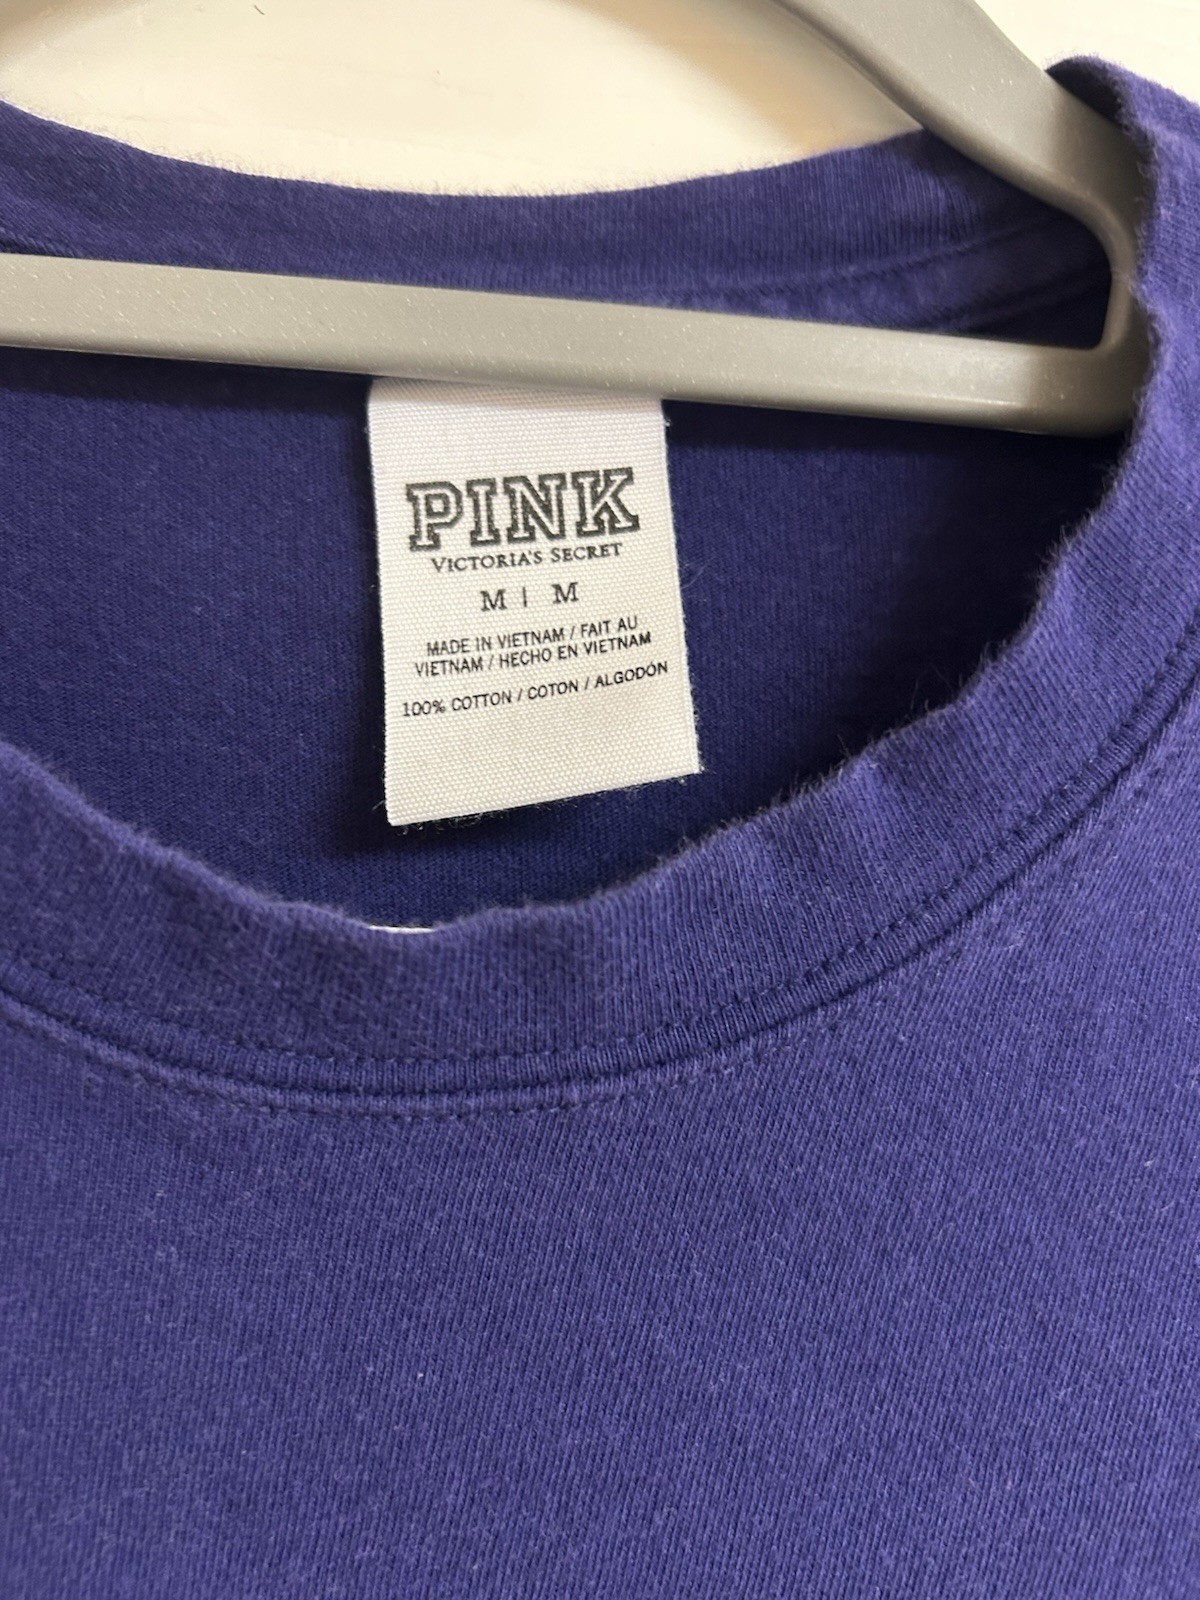 PINK
VICTORIA'S SECRET
M | M
MADE IN VIETNAM / FAIT AU
VIETNAM / HECHO EN VIETNAM
100% COTTON / COTON / ALGODÓN